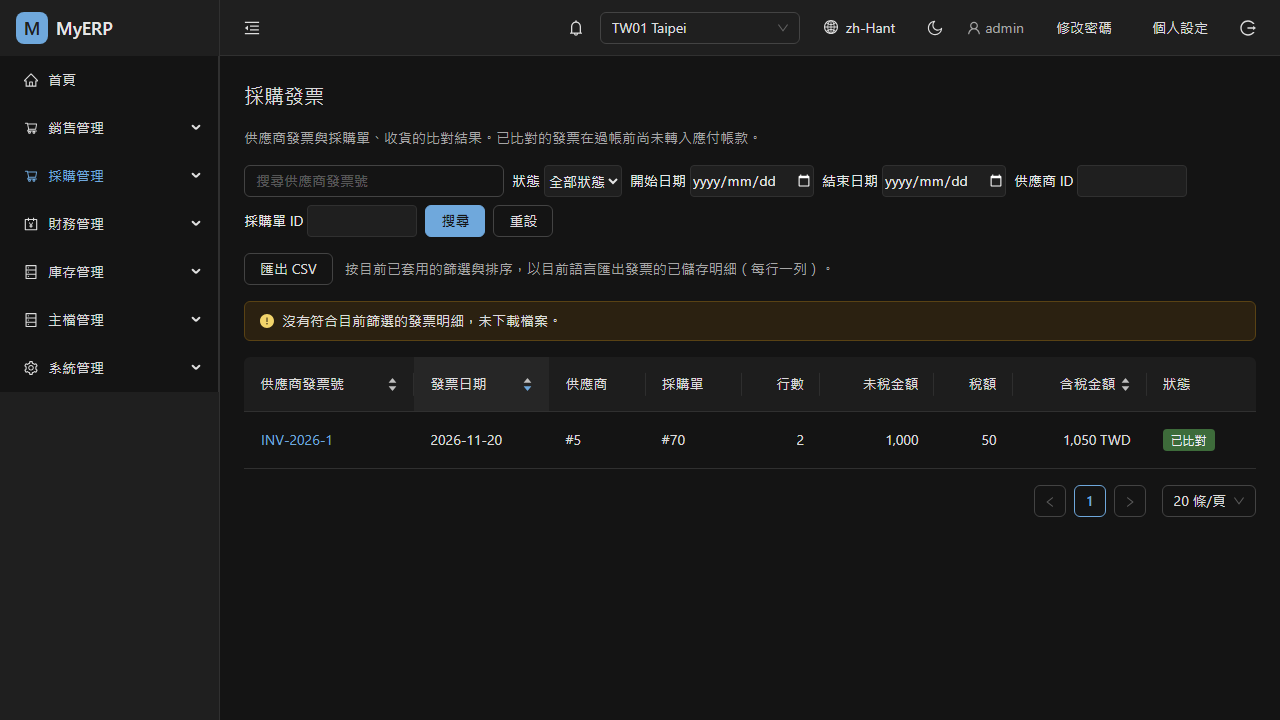 M MyERP
TW01 Taipei
zh-Hant
admin
修改密碼
個人設定
首頁
銷售管理
採購管理
財務管理
庫存管理
主檔管理
系統管理
採購發票
供應商發票與採購單、收貨的比對結果。已比對的發票在過帳前尚未轉入應付帳款。
搜尋供應商發票號 狀態 全部狀態 開始日期 yyyy/mm/dd 結束日期 yyyy/mm/dd 供應商 ID
採購單 ID 搜尋 重設
匯出 CSV 按目前已套用的篩選與排序，以目前語言匯出發票的已儲存明細（每行一列）。
沒有符合目前篩選的發票明細，未下載檔案。
供應商發票號 發票日期 供應商 採購單 行數 未稅金額 稅額 含稅金額 狀態
INV-2026-1 2026-11-20 #5 #70 2 1,000 50 1,050 TWD 已比對
1 20 條/頁